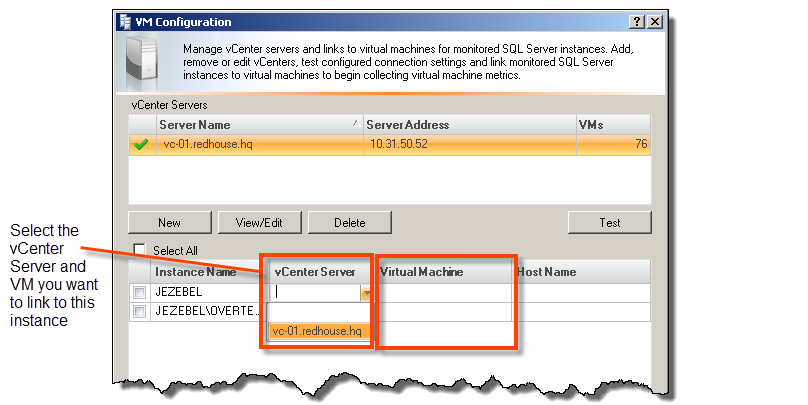 VM Configuration
Manage vCenter servers and links to virtual machines for monitored SQL Server instances. Add,
remove or edit vCenters, test configured connection settings and link monitored SQL Server
instances to virtual machines to begin collecting virtual machine metrics.
vCenter Servers
Server Name Server Address VMs
vc-01.redhouse.hq 10.31.50.52 76
New View/Edit Delete Test
Select the
vCenter
Server and
VM you want
to link to this
instance
Select All
Instance Name vCenter Server Virtual Machine Host Name
JEZEBEL
JEZEBEL\OVERTE...
vc-01.redhouse.hq